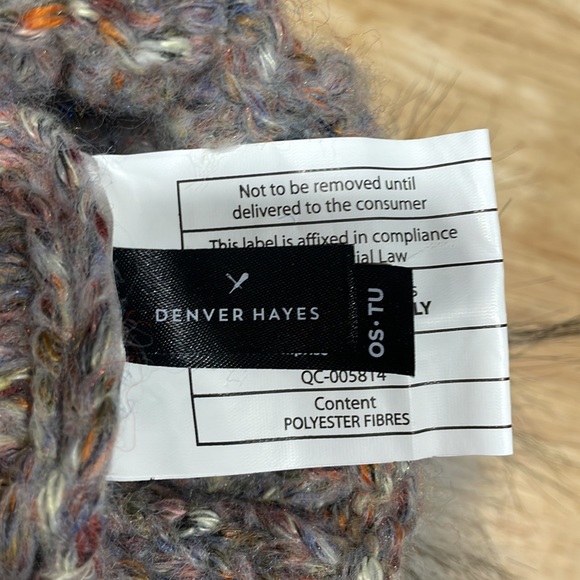 Not to be removed until
delivered to the consumer
This label is affixed in compliance
Law
DENVER HAYES
OS•TU
QC-005814
Content
POLYESTER FIBRES